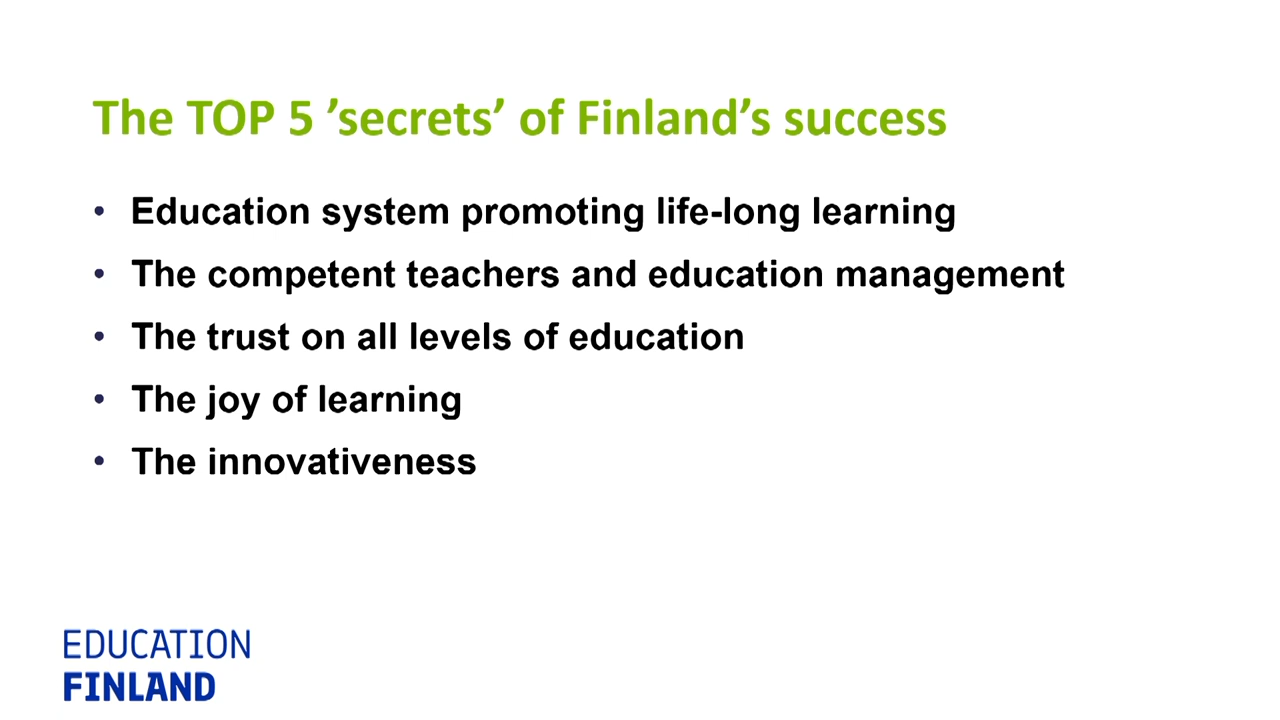 The TOP 5 ’secrets’ of Finland’s success
• Education system promoting life-long learning
• The competent teachers and education management
• The trust on all levels of education
• The joy of learning
• The innovativeness
EDUCATION
FINLAND